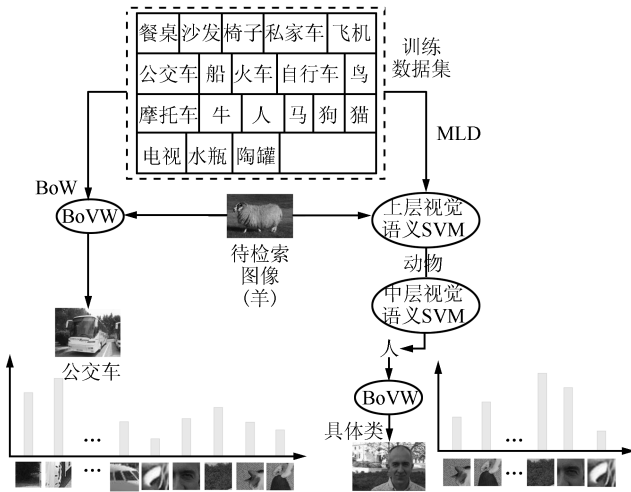 餐桌 沙发 椅子 私家车 飞机
公交车 船 火车 自行车 鸟
摩托车 牛 人 马 狗 猫
电视 水瓶 陶罐
训练
数据集
BoW
MLD
BoVW
待检索
图像
(羊)
上层视觉
语义SVM
动物
中层视觉
语义SVM
公交车
人
BoVW
具体类
...
...
...
...